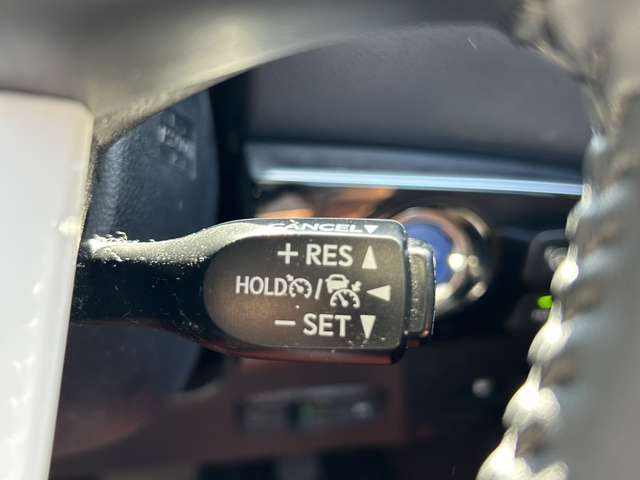 CANCEL▼
+ RES ▲
HOLD / ◀
− SET ▼